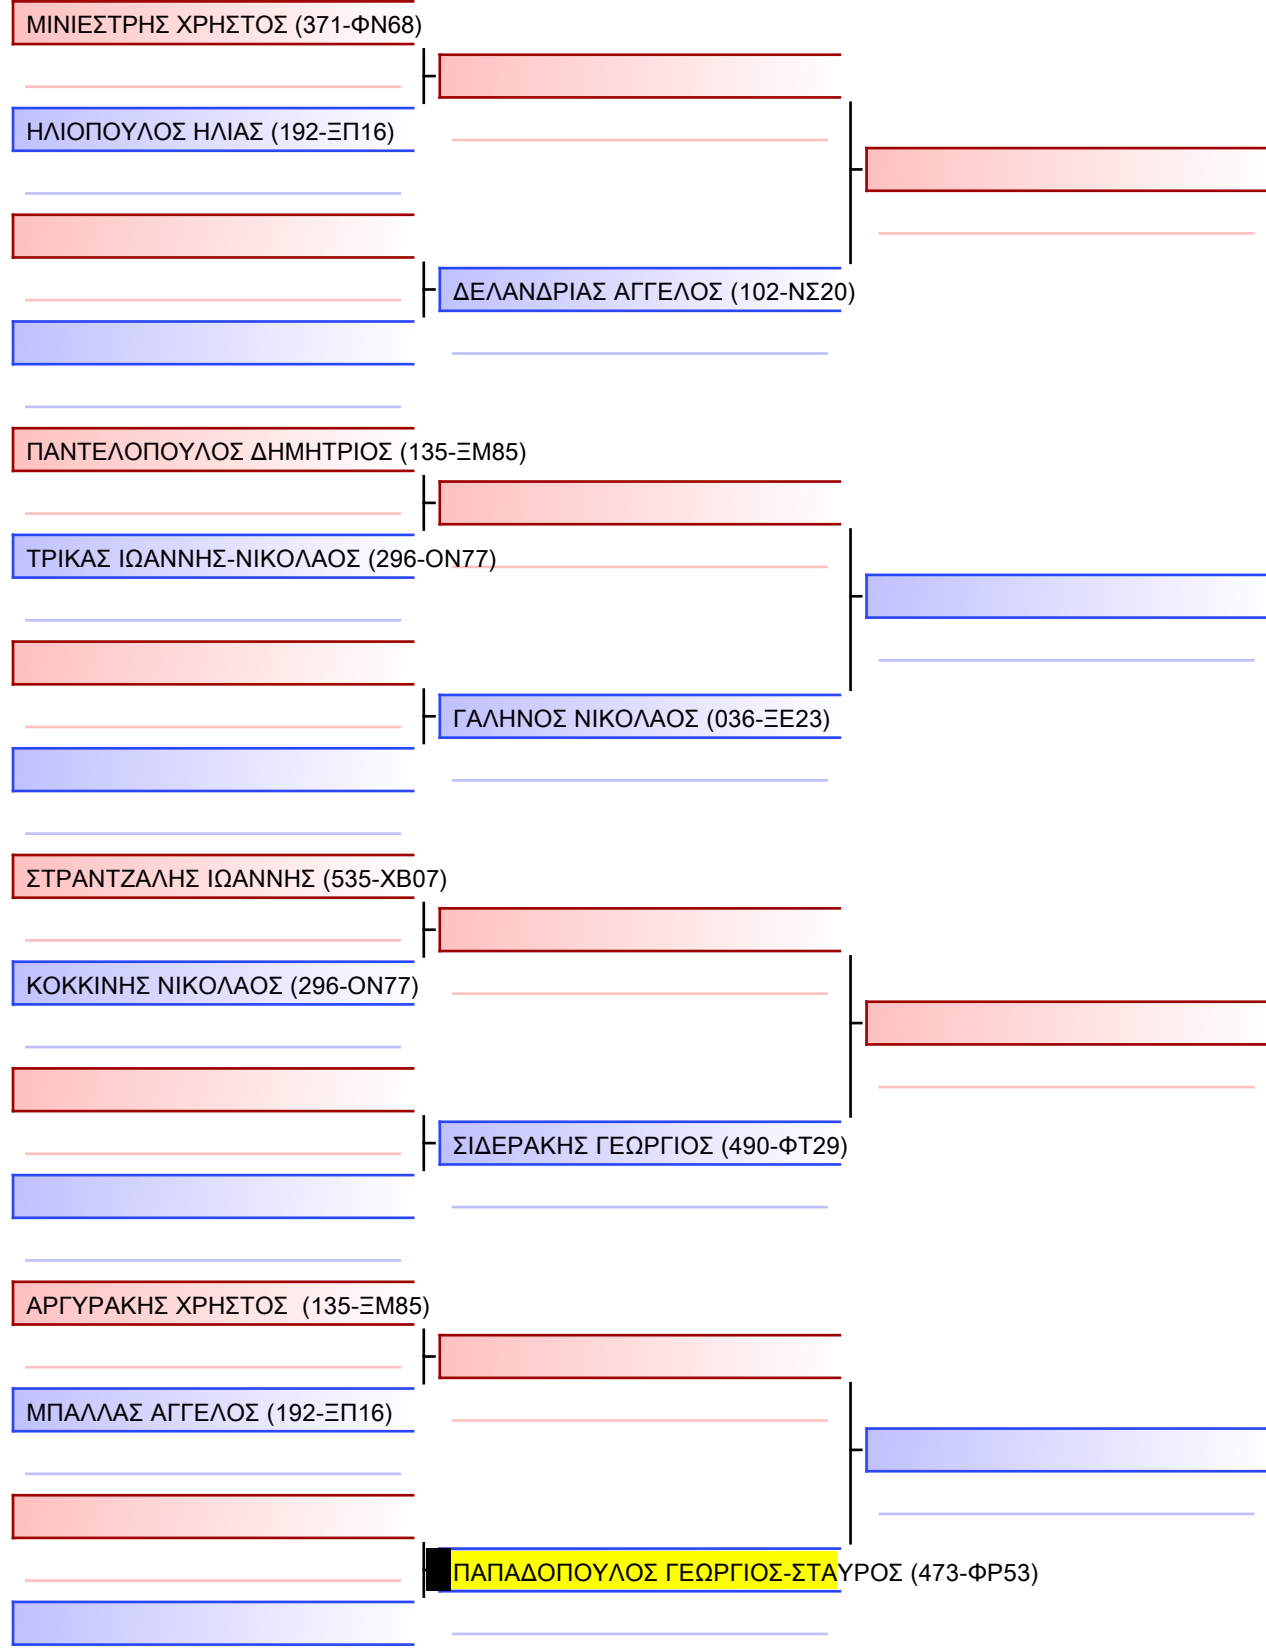 ΜΙΝΙΕΣΤΡΗΣ ΧΡΗΣΤΟΣ (371-ΦΝ68)
ΗΛΙΟΠΟΥΛΟΣ ΗΛΙΑΣ (192-ΞΠ16)
ΔΕΛΑΝΔΡΙΑΣ ΑΓΓΕΛΟΣ (102-ΝΣ20)
ΠΑΝΤΕΛΟΠΟΥΛΟΣ ΔΗΜΗΤΡΙΟΣ (135-ΞΜ85)
ΤΡΙΚΑΣ ΙΩΑΝΝΗΣ-ΝΙΚΟΛΑΟΣ (296-ΟΝ77)
ΓΑΛΗΝΟΣ ΝΙΚΟΛΑΟΣ (036-ΞΕ23)
ΣΤΡΑΝΤΖΑΛΗΣ ΙΩΑΝΝΗΣ (535-ΧΒ07)
ΚΟΚΚΙΝΗΣ ΝΙΚΟΛΑΟΣ (296-ΟΝ77)
ΣΙΔΕΡΑΚΗΣ ΓΕΩΡΓΙΟΣ (490-ΦΤ29)
ΑΡΓΥΡΑΚΗΣ ΧΡΗΣΤΟΣ  (135-ΞΜ85)
ΜΠΑΛΛΑΣ ΑΓΓΕΛΟΣ (192-ΞΠ16)
ΠΑΠΑΔΟΠΟΥΛΟΣ ΓΕΩΡΓΙΟΣ-ΣΤΑΥΡΟΣ (473-ΦΡ53)